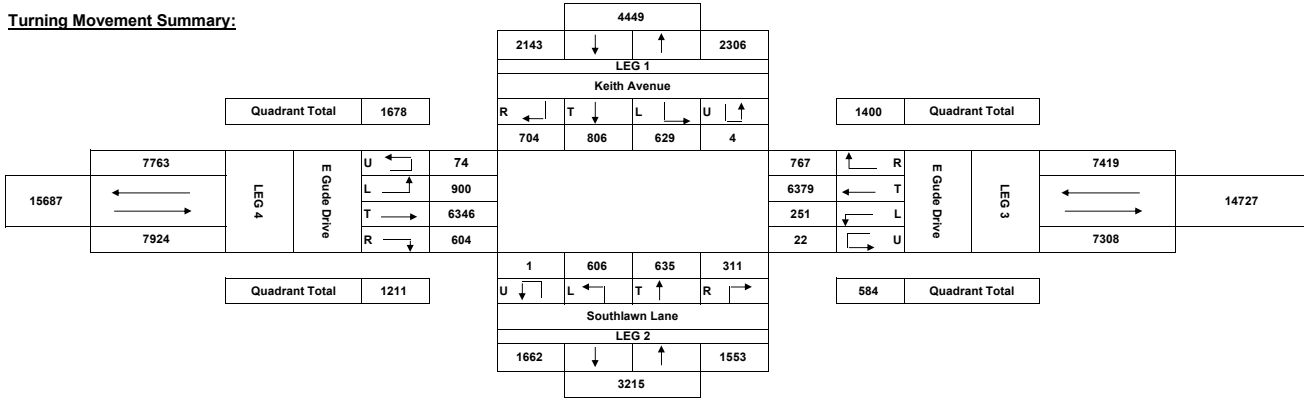 Turning Movement Summary:
4449
2143 2306
LEG 1
Keith Avenue
Quadrant Total 1678
R T L U
1400 Quadrant Total
704 806 629 4
7763
LEG 4
E Gude Drive
U 74
L 900
T 6346
R 604
15687
7924
767 R
6379 T
251 L
22 U
E Gude Drive
LEG 3
7419
14727
7308
1 606 635 311
Quadrant Total 1211
U L T R
584 Quadrant Total
Southlawn Lane
LEG 2
1662 1553
3215